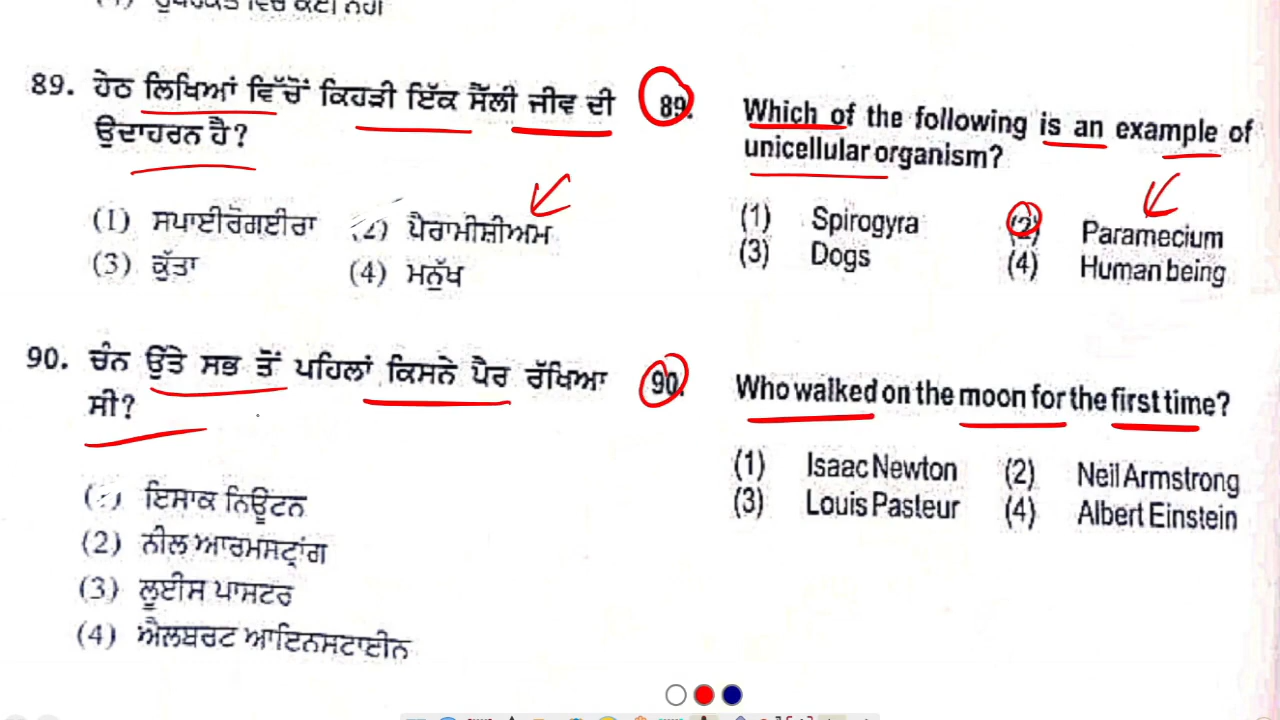 89. ਹੇਠ ਲਿਖਿਆਂ ਵਿੱਚੋਂ ਕਿਹੜੀ ਇੱਕ ਸੈੱਲੀ ਜੀਵ ਦੀ
ਉਦਾਹਰਨ ਹੈ?
(1) ਸਪਾਈਰੋਗਾਈਰਾ (2) ਪੈਰਾਮੀਸ਼ੀਅਮ
(3) ਕੁੱਤਾ (4) ਮਨੁੱਖ
90. ਚੰਨ ਉੱਤੇ ਸਭ ਤੋਂ ਪਹਿਲਾਂ ਕਿਸਨੇ ਪੈਰ ਰੱਖਿਆ
ਸੀ?
ਇਸਾਕ ਨਿਊਟਨ
(2) ਨੀਲ ਆਰਮਸਟ੍ਰਾਂਗ
(3) ਲੂਈਸ ਪਾਸਟਰ
(4) ਐਲਬਰਟ ਆਇਨਸਟਾਈਨ
89. Which of the following is an example of
unicellular organism?
(1) Spirogyra (2) Paramecium
(3) Dogs (4) Human being
90. Who walked on the moon for the first time?
(1) Isaac Newton (2) Neil Armstrong
(3) Louis Pasteur (4) Albert Einstein